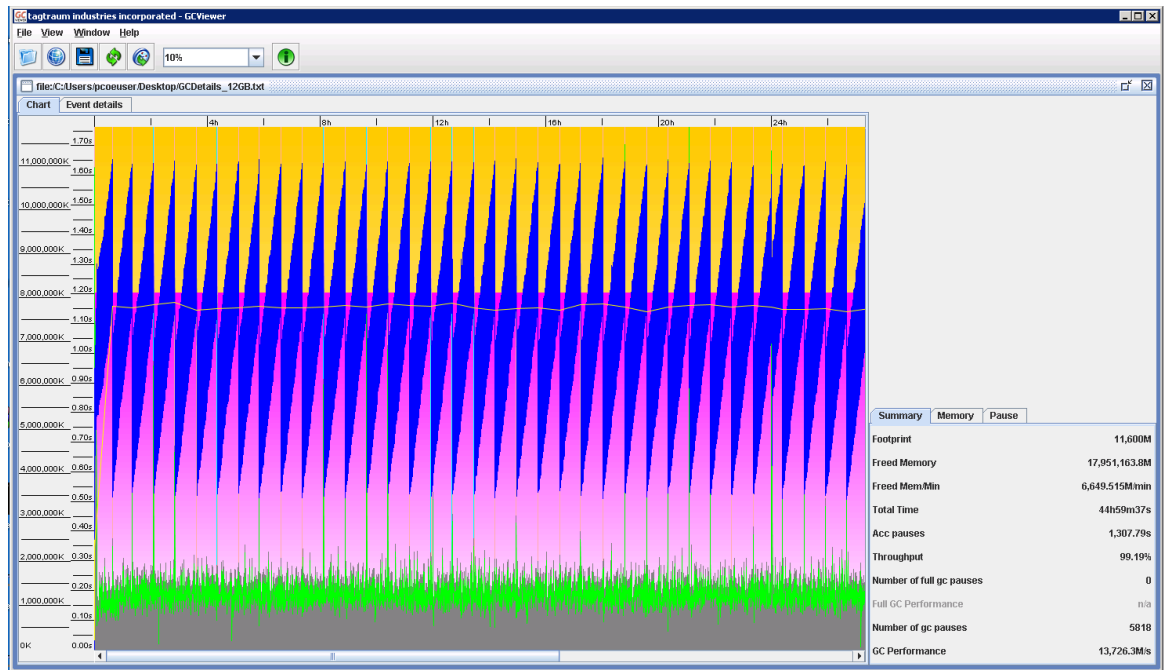 tagtraum industries incorporated - GCViewer
File View Window Help
10%
file:/C:/Users/pcoeuser/Desktop/GCDetails_12GB.txt
Chart Event details
4h 8h 12h 16h 20h 24h
1.70s
11,000,000K
1.60s
10,000,000K 1.50s
1.40s
9,000,000K
1.30s
8,000,000K 1.20s
1.10s
7,000,000K
1.00s
6,000,000K 0.90s
0.80s
5,000,000K
0.70s
4,000,000K 0.60s
0.50s
3,000,000K
0.40s
2,000,000K 0.30s
0.20s
1,000,000K
0.10s
0K 0.00s
Summary Memory Pause
Footprint 11,600M
Freed Memory 17,951,163.8M
Freed Mem/Min 6,649.515M/min
Total Time 44h59m37s
Acc pauses 1,307.79s
Throughput 99.19%
Number of full gc pauses 0
Full GC Performance n/a
Number of gc pauses 5818
GC Performance 13,726.3M/s